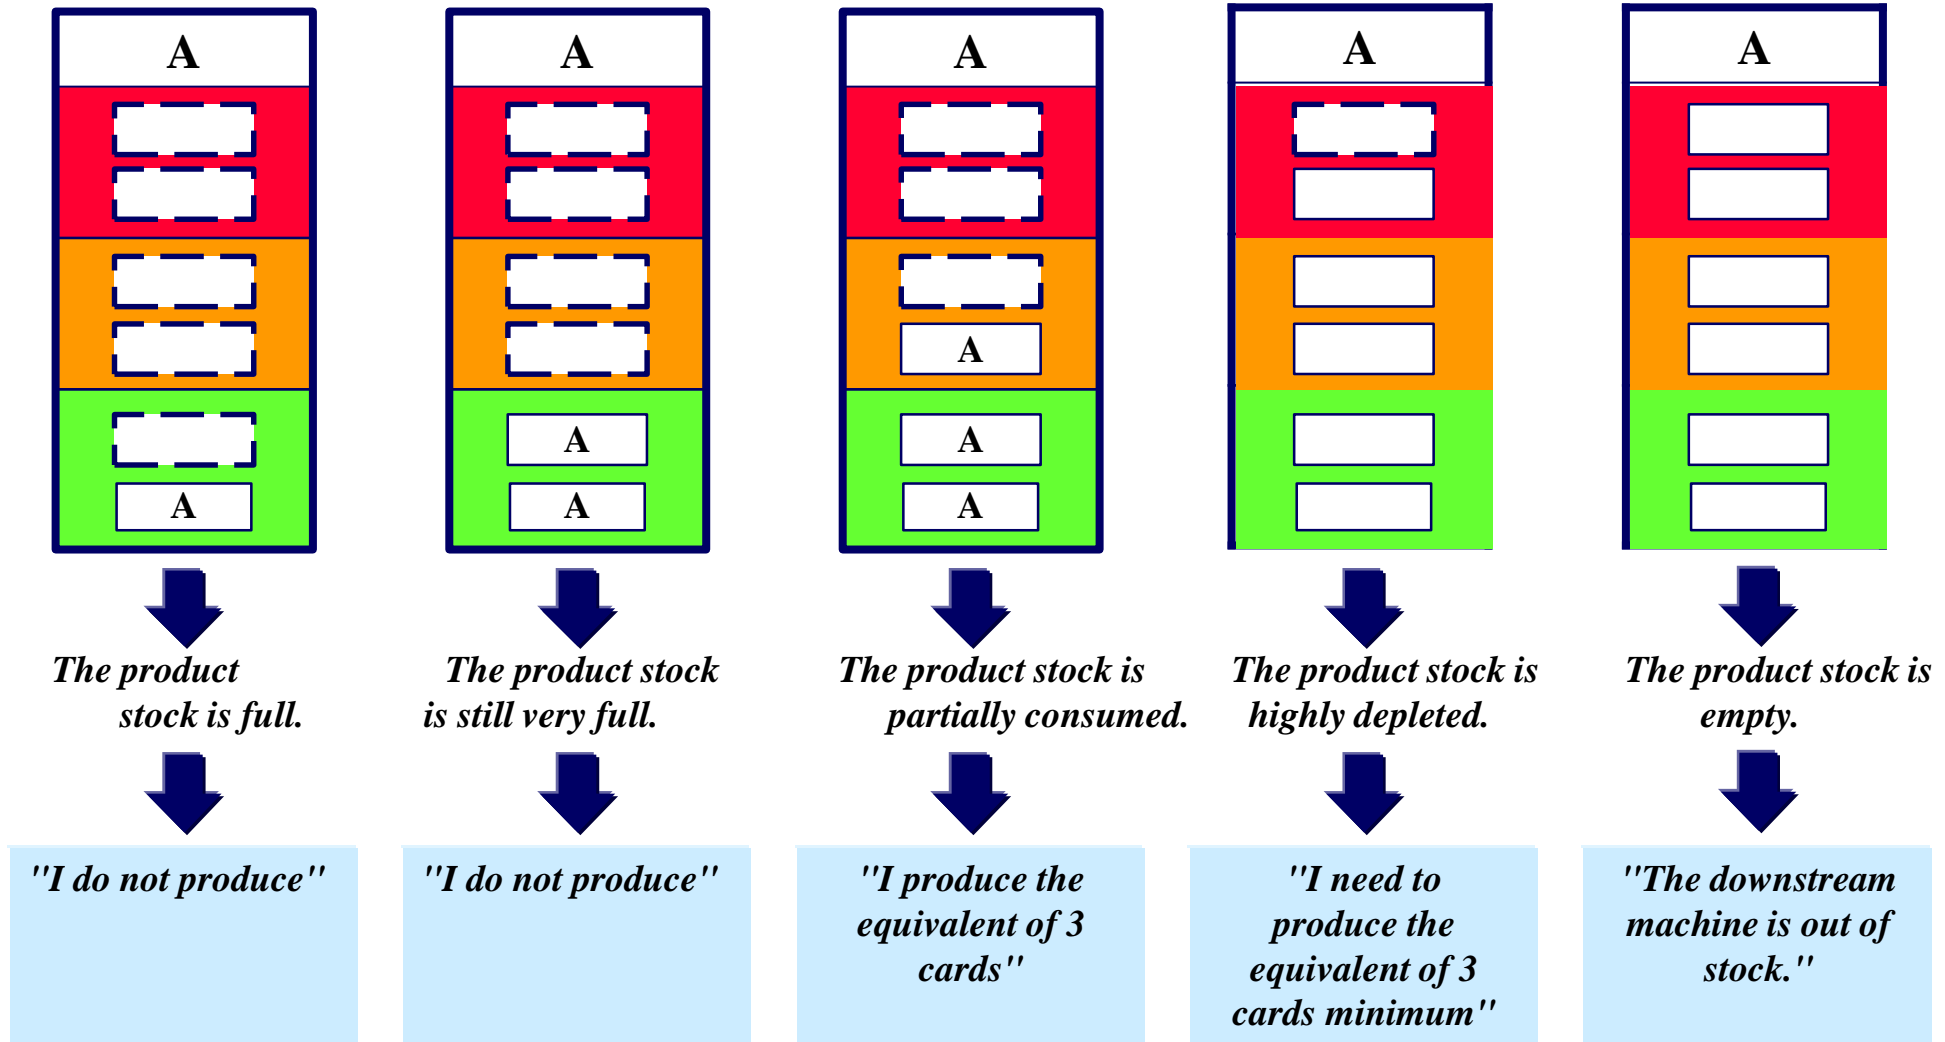 A
A
A
A
A
A
A
A
A
A
A
A
The product
stock is full.
The product stock
is still very full.
The product stock is
partially consumed.
The product stock is
highly depleted.
The product stock is
empty.
"I do not produce"
"I do not produce"
"I produce the
equivalent of 3
cards"
"I need to
produce the
equivalent of 3
cards minimum"
"The downstream
machine is out of
stock."